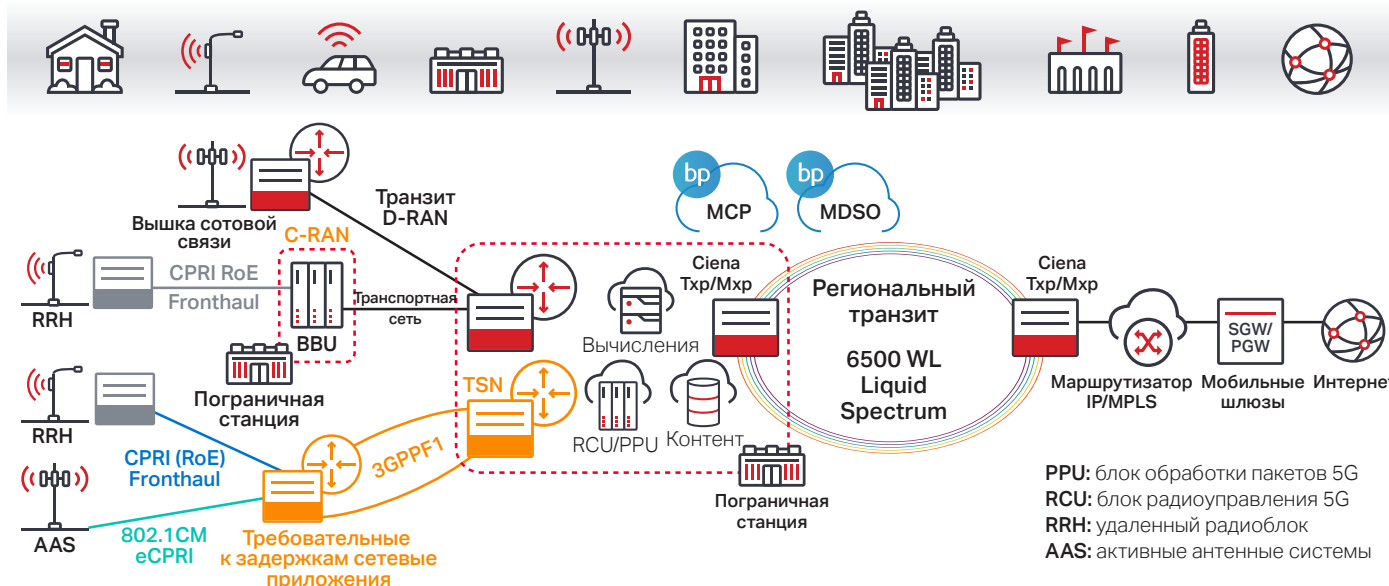 bp
MCP
bp
MDSO
Вышка сотовой
связи
Транзит
D-RAN
C-RAN
CPRI RoE
Fronthaul
RRH
BBU
Транспортная
сеть
Пограничная
станция
Вычисления
Ciena
Txp/Mxp
Региональный
транзит
6500 WL
Liquid
Spectrum
Ciena
Txp/Mxp
SGW/
PGW
Маршрутизатор
IP/MPLS
Мобильные
шлюзы
Интернет
RRH
CPRI (RoE)
Fronthaul
3GPPF1
TSN
RCU/PPU
Контент
Пограничная
станция
AAS
802.1CM
eCPRI
Требовательные
к задержкам сетевые
приложения
PPU: блок обработки пакетов 5G
RCU: блок радиоуправления 5G
RRH: удаленный радиоблок
AAS: активные антенные системы